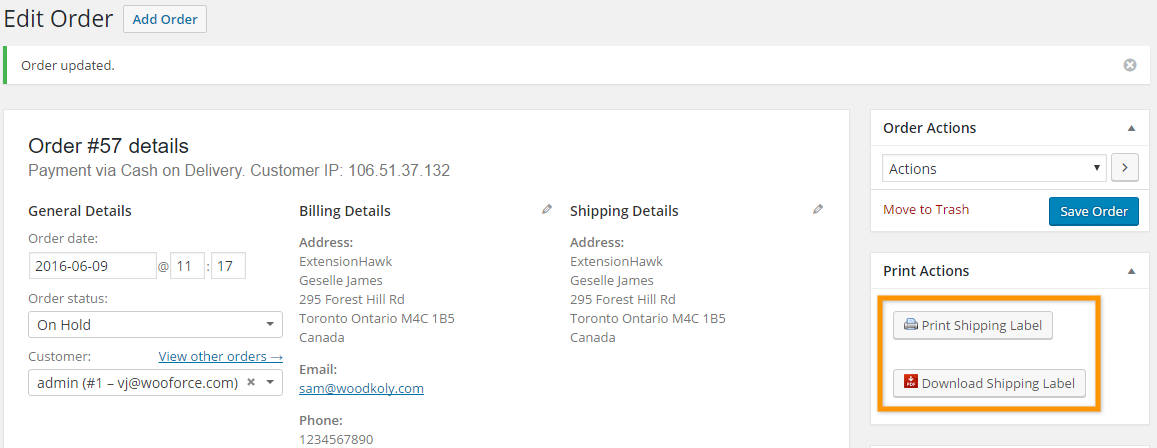 Edit Order Add Order
Order updated.
Order #57 details
Payment via Cash on Delivery. Customer IP: 106.51.37.132
General Details
Order date:
2016-06-09 @ 11 : 17
Order status:
On Hold
Customer: View other orders →
admin (#1 – vj@wooforce.com) ×
Billing Details
Address:
ExtensionHawk
Geselle James
295 Forest Hill Rd
Toronto Ontario M4C 1B5
Canada
Email:
sam@woodkoly.com
Phone:
1234567890
Shipping Details
Address:
ExtensionHawk
Geselle James
295 Forest Hill Rd
Toronto Ontario M4C 1B5
Canada
Order Actions
Actions
Move to Trash Save Order
Print Actions
Print Shipping Label
PDF Download Shipping Label